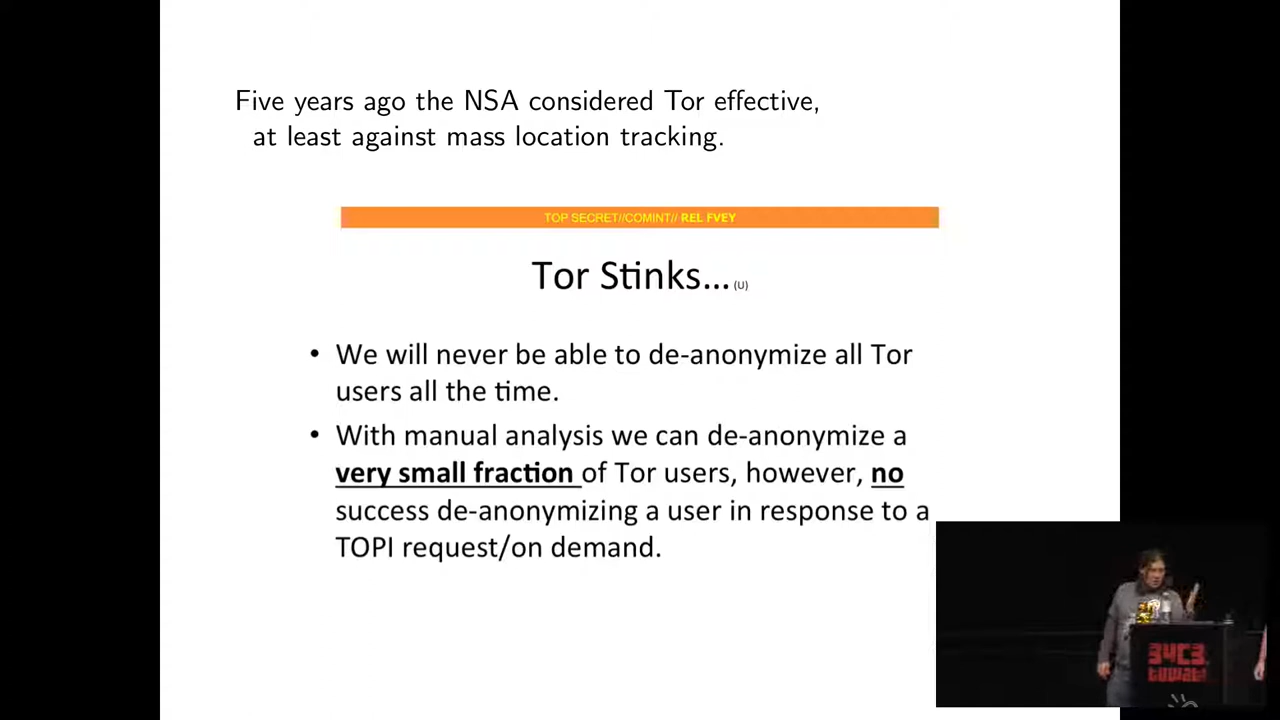 Five years ago the NSA considered Tor effective,
at least against mass location tracking.
TOP SECRET//COMINT// REL FVEY
Tor Stinks... (U)
• We will never be able to de-anonymize all Tor
users all the time.
• With manual analysis we can de-anonymize a
very small fraction of Tor users, however, no
success de-anonymizing a user in response to a
TOPI request/on demand.
34C3
tuwat!